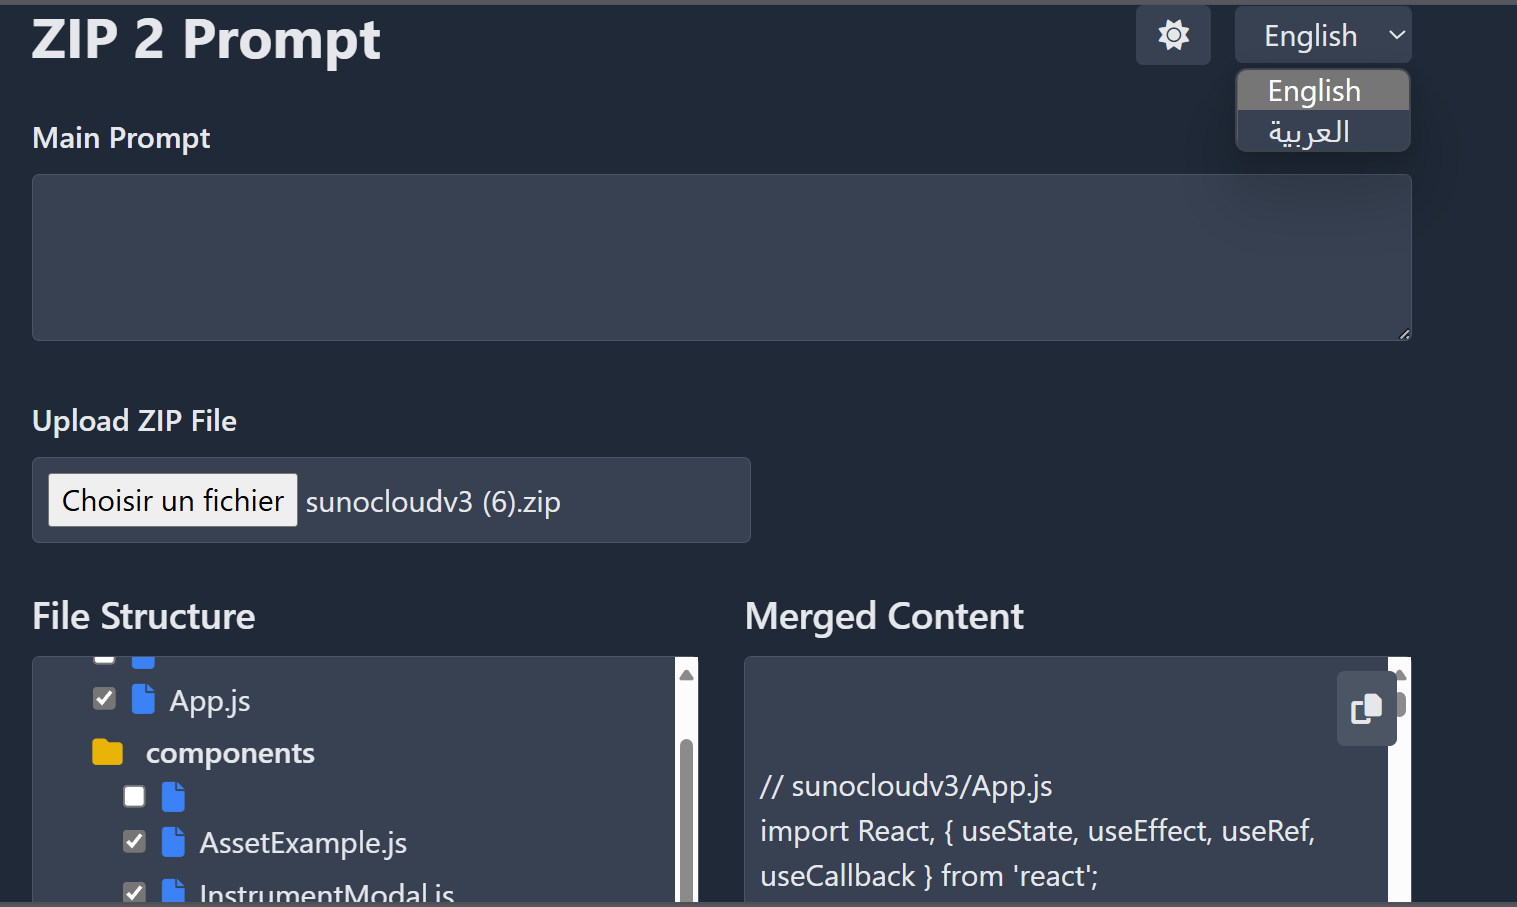 ZIP 2 Prompt
English
English
العربية
Main Prompt
Upload ZIP File
Choisir un fichier sunocloudv3 (6).zip
File Structure
App.js
components
AssetExample.js
InstrumentModal.js
Merged Content
// sunocloudv3/App.js
import React, { useState, useEffect, useRef,
useCallback } from 'react';